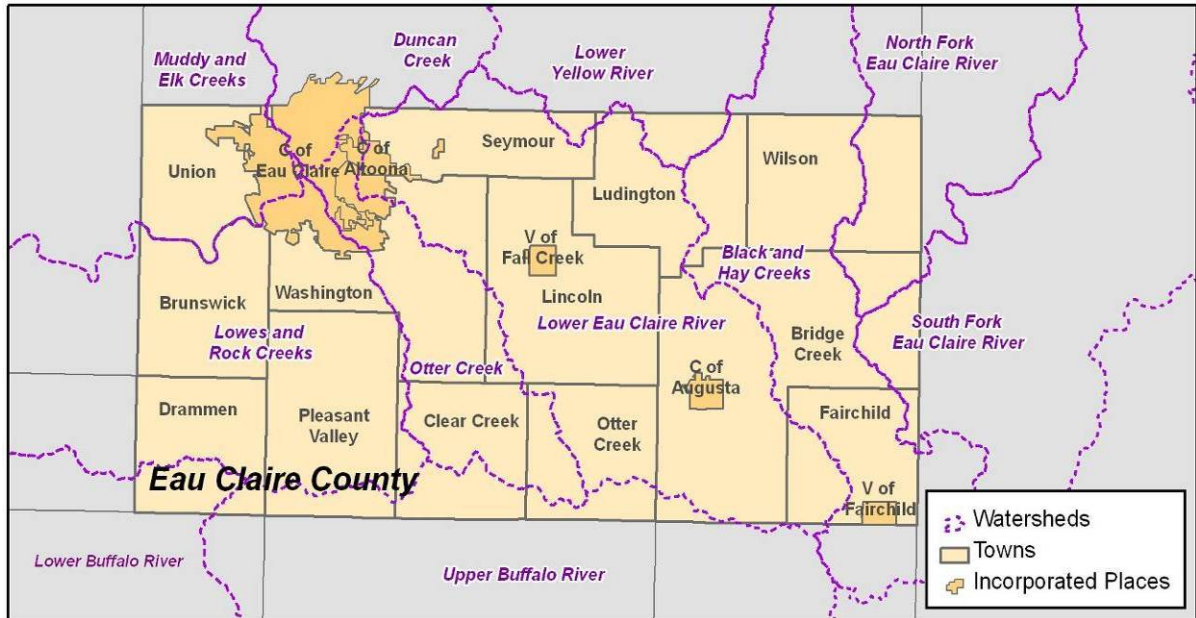 Muddy and
Elk Creeks
Duncan
Creek
Lower
Yellow River
North Fork
Eau Claire River
Union
C of
Eau Claire
C of
Altoona
Seymour
Ludington
Wilson
V of
Fall Creek
Lincoln
Black and
Hay Creeks
Brunswick
Washington
Lowes and
Rock Creeks
Lower Eau Claire River
Bridge
Creek
South Fork
Eau Claire River
Otter Creek
C of
Augusta
Drammen
Pleasant
Valley
Clear Creek
Otter
Creek
Fairchild
Eau Claire County
V of
Fairchild
Lower Buffalo River
Upper Buffalo River
Watersheds
Towns
Incorporated Places